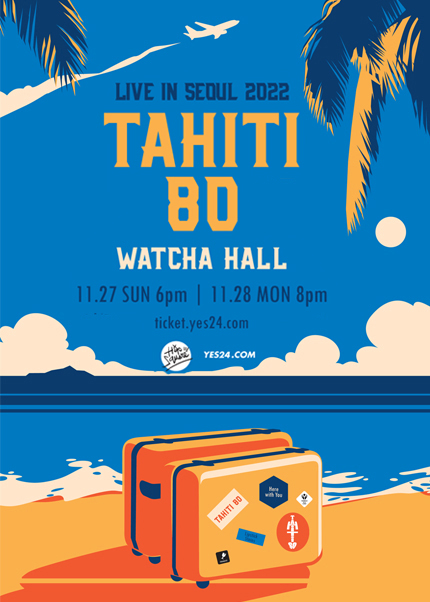 LIVE IN SEOUL 2022
TAHITI
80
WATCHA HALL
11.27 SUN 6pm | 11.28 MON 8pm
ticket.yes24.com
YES24.COM
Here
with You
TAHITI 80